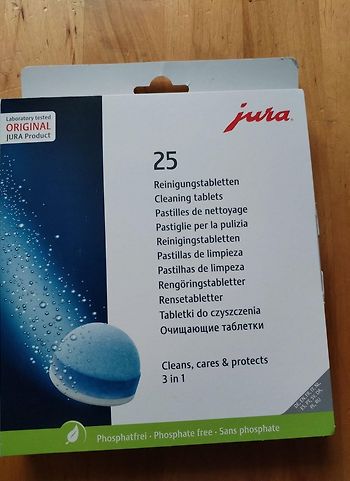 Laboratory tested
ORIGINAL
JURA Product
jura
25
Reinigungstabletten
Cleaning tablets
Pastilles de nettoyage
Pastiglie per la pulizia
Reinigingstabletten
Pastillas de limpieza
Pastilhas de limpeza
Rengöringstabletter
Rensetabletter
Tabletki do czyszczenia
Очищающие таблетки
Cleans, cares & protects
3 in 1
Phosphatfrei · Phosphate free · Sans phosphate